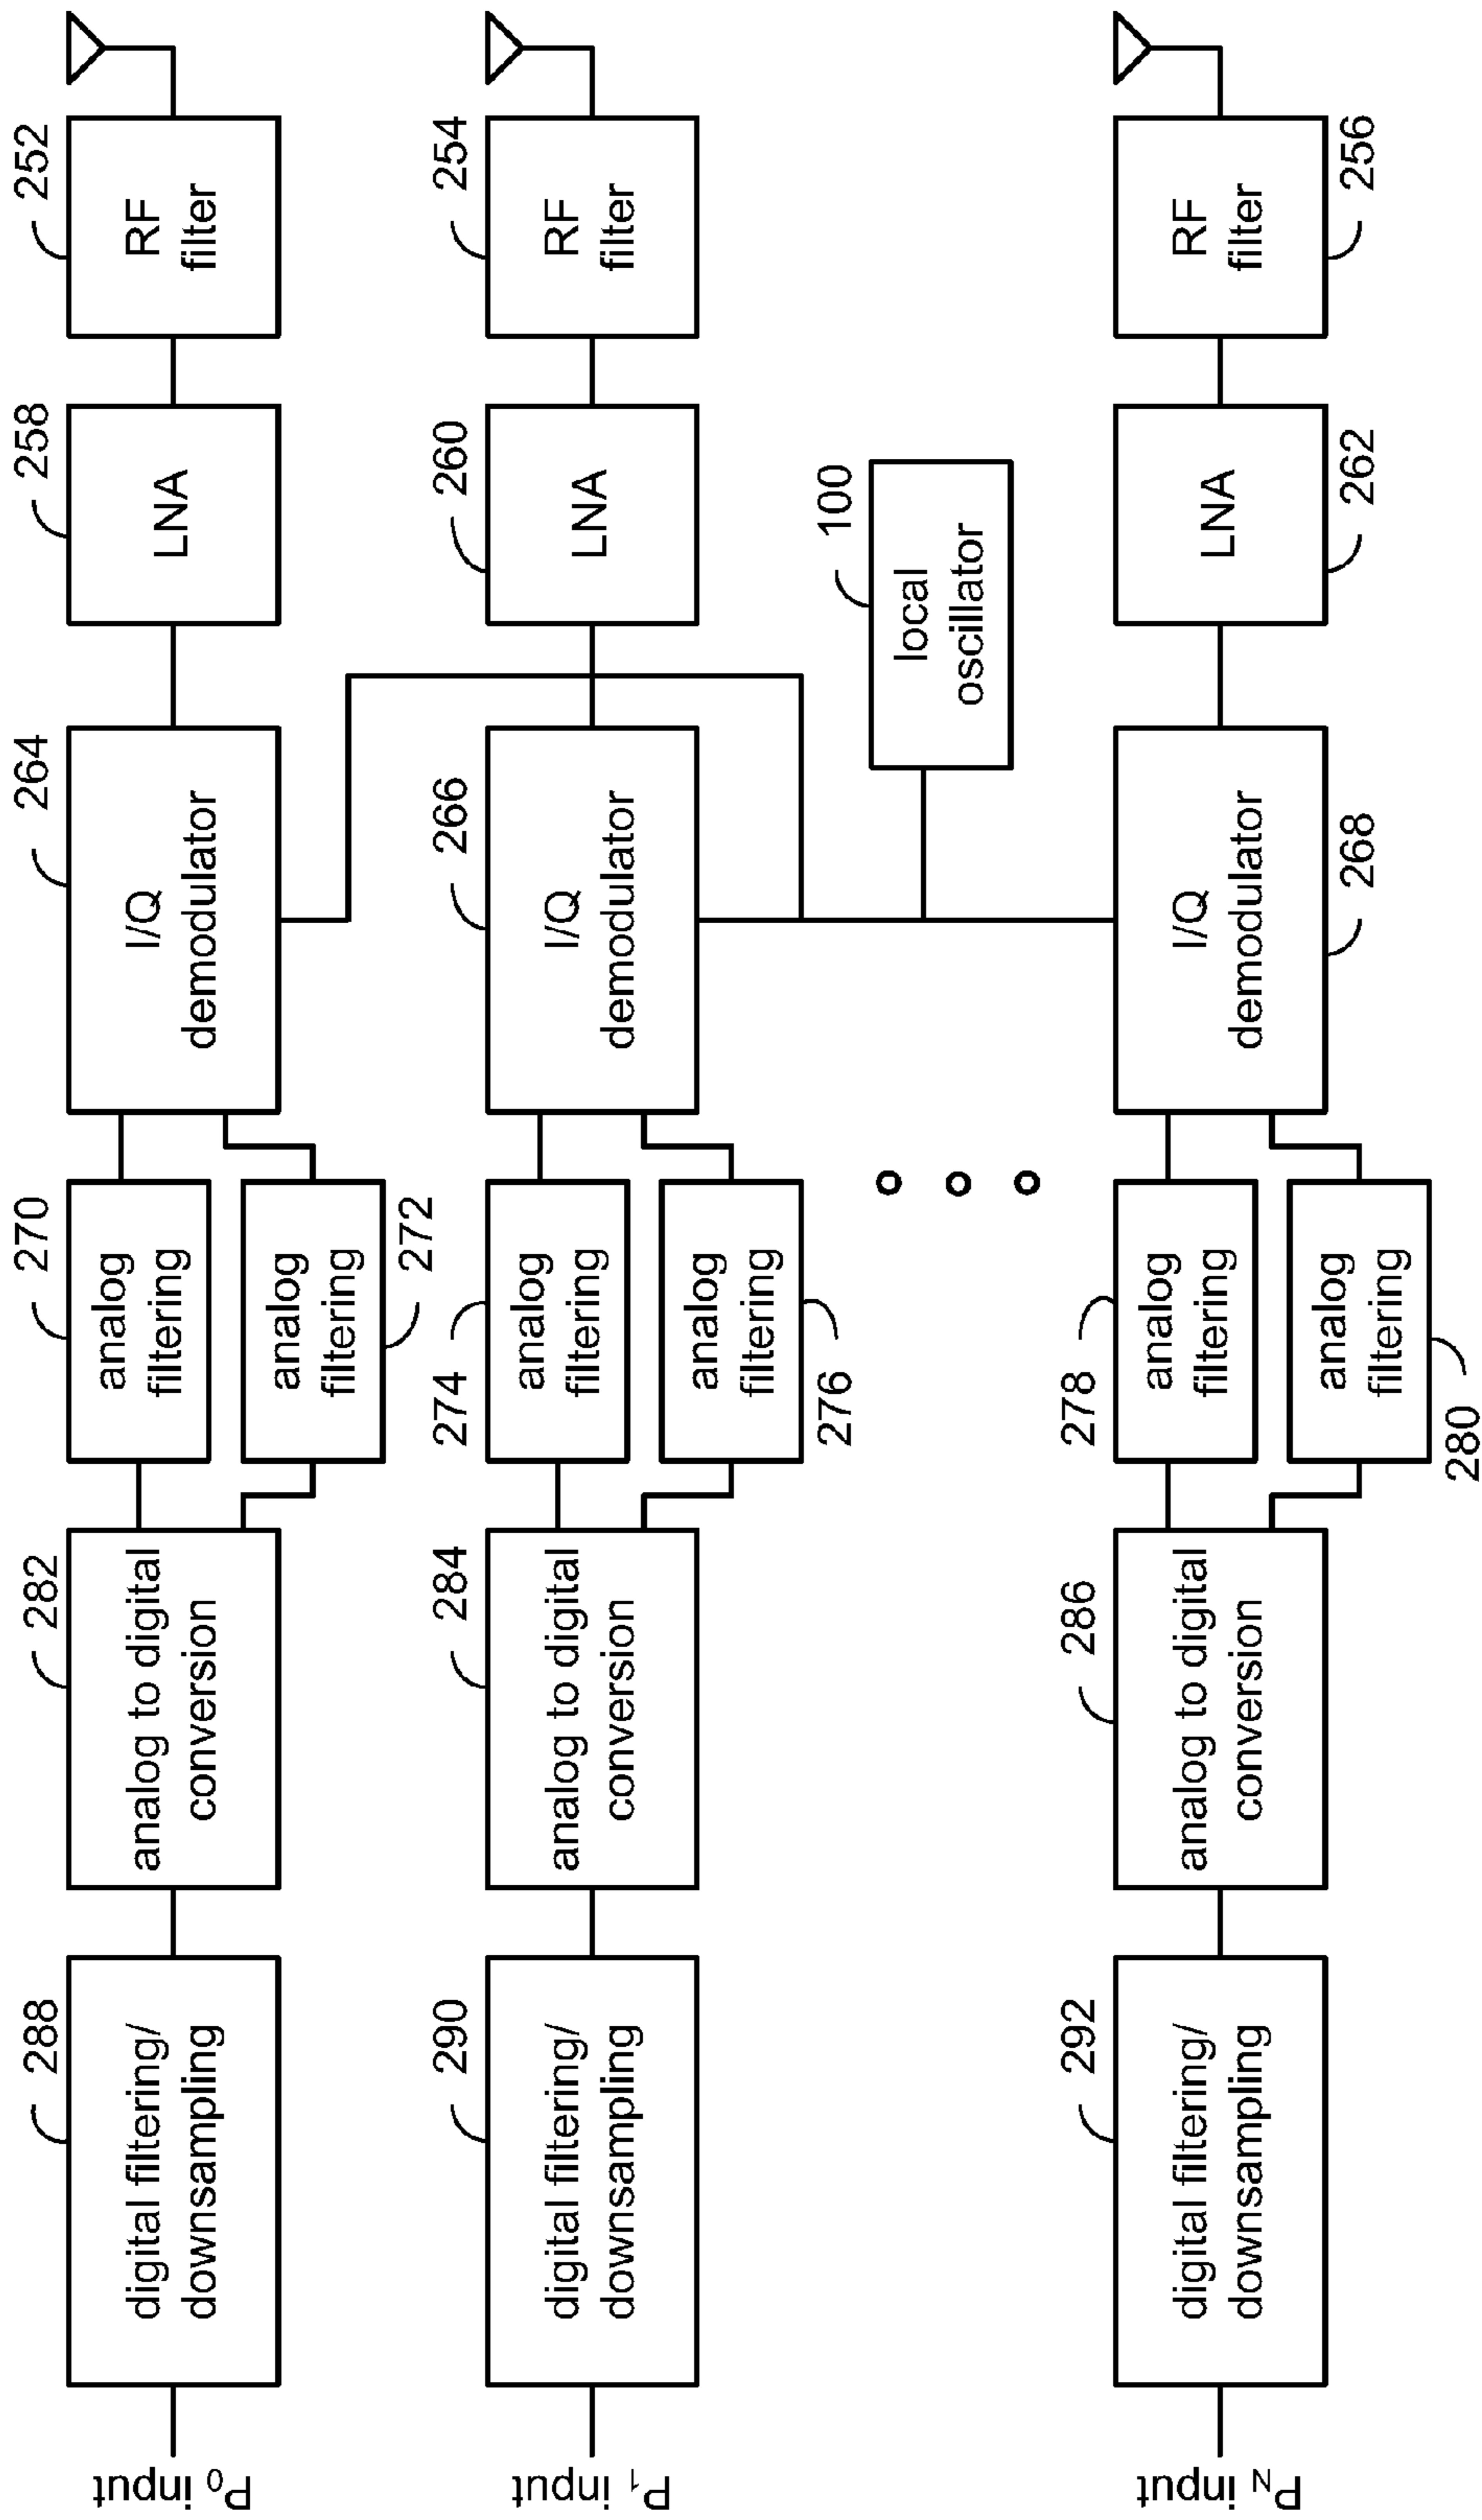 252
258
264
270
282
288
RF
filter
LNA
I/Q
demodulator
analog
filtering
analog to digital
conversion
digital filtering/
downsampling
P0 input
analog
filtering
272
254
260
266
274
284
290
RF
filter
LNA
I/Q
demodulator
analog
filtering
analog to digital
conversion
digital filtering/
downsampling
P1 input
analog
filtering
276
100
local
oscillator
278
286
292
RF
filter
LNA
I/Q
demodulator
analog
filtering
analog to digital
conversion
digital filtering/
downsampling
PN input
256
262
268
analog
filtering
280